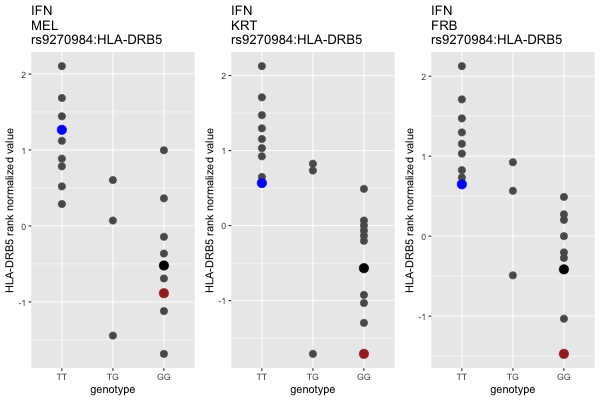 IFN
MEL
rs9270984:HLA-DRB5
HLA-DRB5 rank normalized value
2
1
0
-1
TT
TG
GG
genotype
IFN
KRT
rs9270984:HLA-DRB5
HLA-DRB5 rank normalized value
2
1
0
-1
TT
TG
GG
genotype
IFN
FRB
rs9270984:HLA-DRB5
HLA-DRB5 rank normalized value
2
1
0
-1
TT
TG
GG
genotype